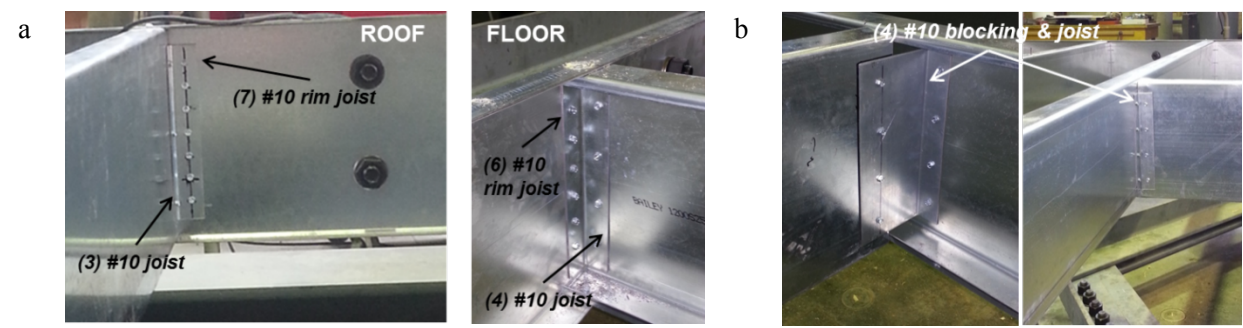 a
ROOF
(7) #10 rim joist
(3) #10 joist
FLOOR
(6) #10
rim joist
(4) #10 joist
b
(4) #10 blocking & joist